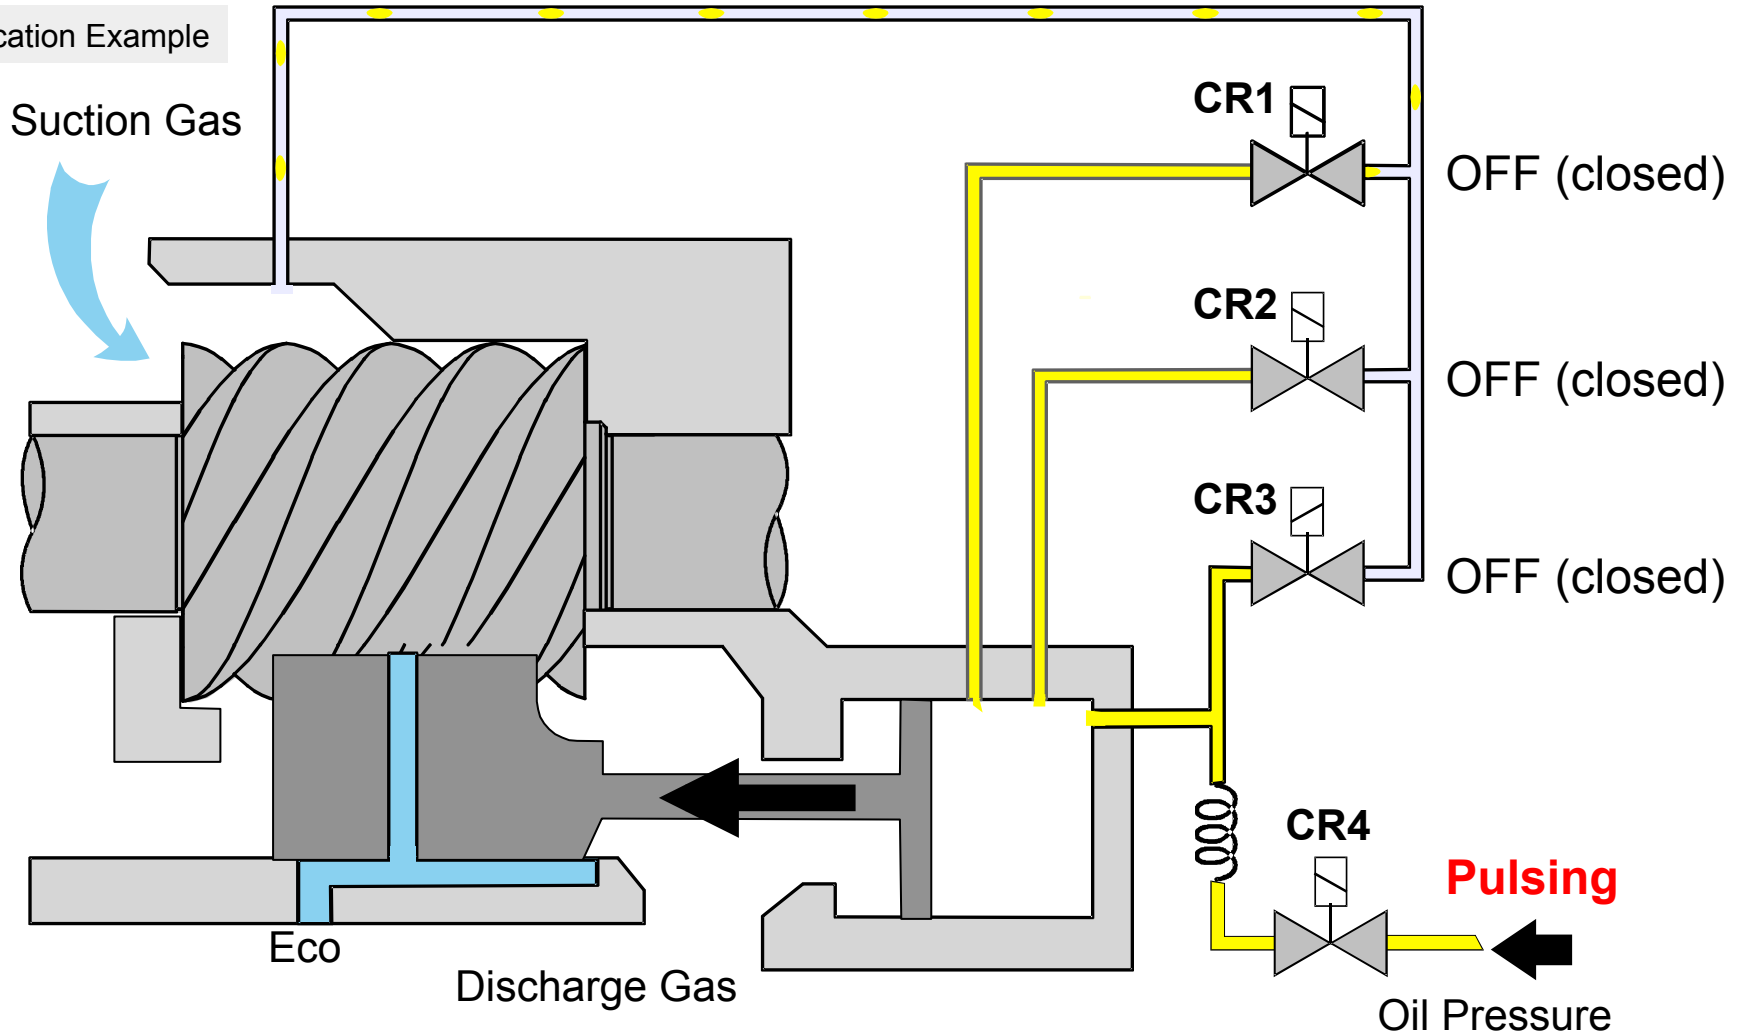 Example
Suction Gas
CR1
OFF (closed)
CR2
OFF (closed)
CR3
OFF (closed)
CR4
Pulsing
Eco
Discharge Gas
Oil Pressure